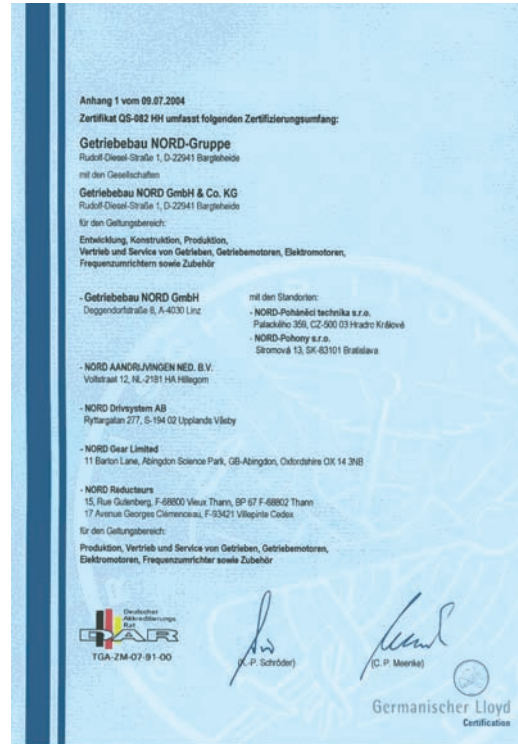 Anhang 1 vom 09.07.2004
Zertifikat QS-082 HH umfasst folgenden Zertifizierungsumfang:
Getriebebau NORD-Gruppe
Rudolf-Diesel-Straße 1, D-22941 Bargteheide
mit den Gesellschaften
Getriebebau NORD GmbH & Co. KG
Rudolf-Diesel-Straße 1, D-22941 Bargteheide
für den Geltungsbereich:
Entwicklung, Konstruktion, Produktion,
Vertrieb und Service von Getrieben, Getriebemotoren, Elektromotoren,
Frequenzumrichtern sowie Zubehör
- Getriebebau NORD GmbH
Deggendorfstraße 8, A-4030 Linz
mit den Standorten:
- NORD-Poháněcí technika s.r.o.
Palackého 359, CZ-500 03 Hradro Králové
- NORD-Pohony s.r.o.
Stromová 13, SK-83101 Bratislava
- NORD AANDRIJVINGEN NED. B.V.
Voltstraat 12, NL-2181 HA Hillegom
- NORD Drivsystem AB
Ryttargatan 277, S-194 02 Upplands Väsby
- NORD Gear Limited
11 Barton Lane, Abingdon Science Park, GB-Abingdon, Oxfordshire OX 14 3NB
- NORD Réducteurs
15, Rue Gutenberg, F-68800 Vieux Thann, BP 67 F-68802 Thann
17 Avenue Georges Clémenceau, F-93421 Villepinte Cedex
für den Geltungsbereich:
Produktion, Vertrieb und Service von Getrieben, Getriebemotoren,
Elektromotoren, Frequenzumrichter sowie Zubehör
Deutscher
Akkreditierungs
Rat
DAR
TGA-ZM-07-91-00
P. Schröder)
(C. P. Meenke)
Germanischer Lloyd
Certification